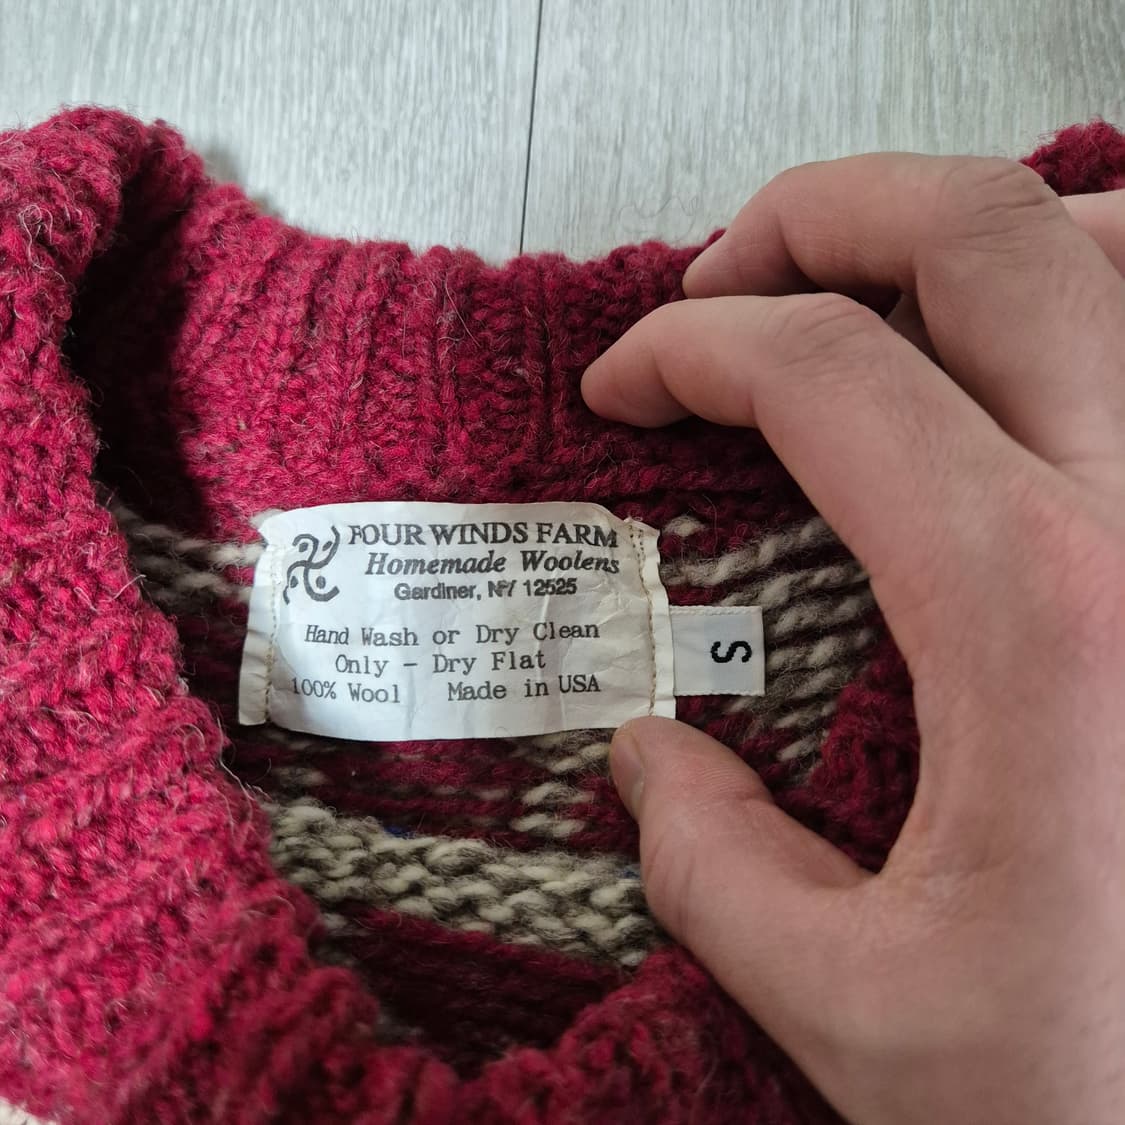 FOUR WINDS FARM
Homemade Woolens
Gardiner, NY 12525
Hand Wash or Dry Clean
Only - Dry Flat
100% Wool Made in USA
S